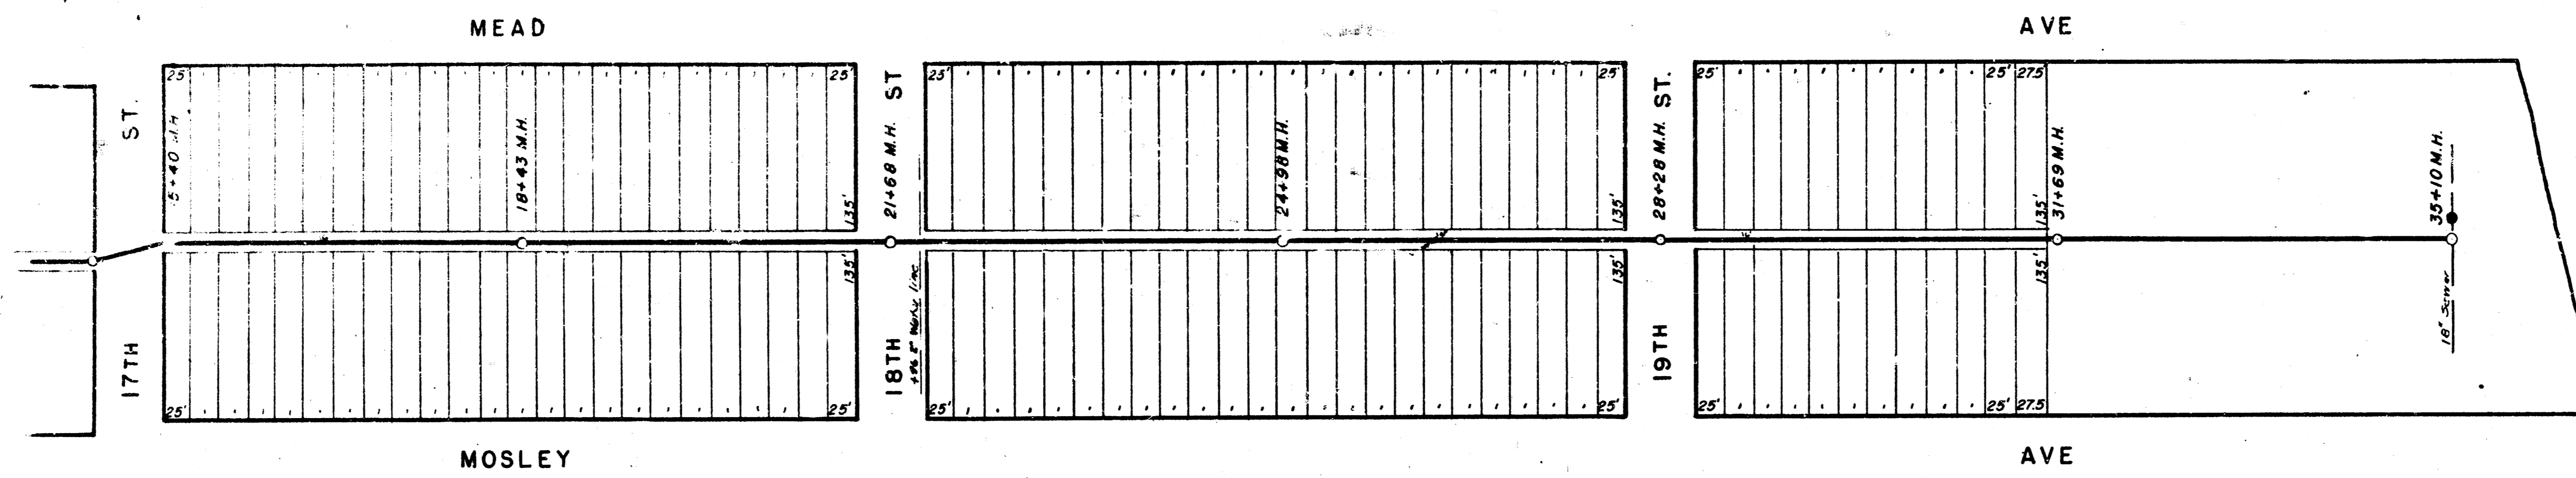 MEAD AVE
ST.
ST
ST.
25' 25' 25' 25' 25' 25' 27.5
5+40 M.H.
18+43 M.H.
21+68 M.H.
24+98 M.H.
28+28 M.H.
31+69 M.H.
35+10 M.H.
135' 135' 135'
135' 135' 135'
17TH
18TH
19TH
Line
18" Sewer
25' 25' 25' 25' 25' 25' 27.5
MOSLEY AVE